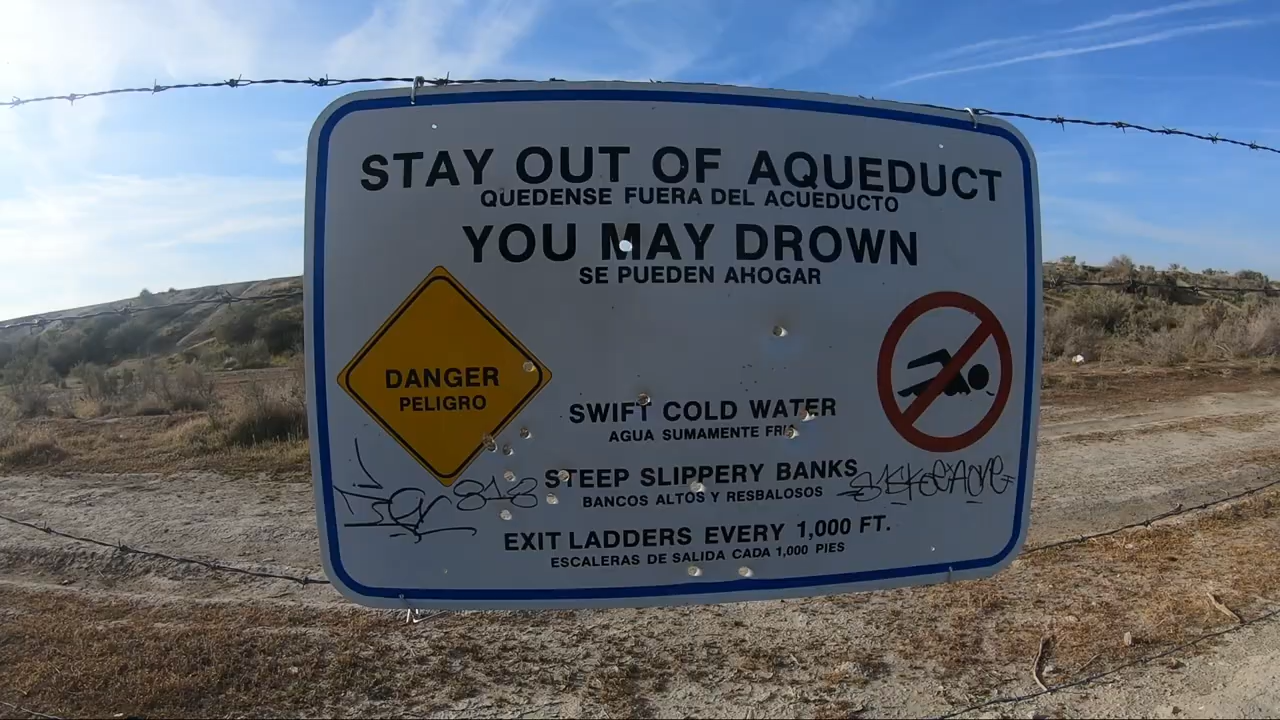 STAY OUT OF AQUEDUCT
QUEDENSE FUERA DEL ACUEDUCTO
YOU MAY DROWN
SE PUEDEN AHOGAR
DANGER
PELIGRO
SWIFT COLD WATER
AGUA SUMAMENTE FRIA
STEEP SLIPPERY BANKS
BANCOS ALTOS Y RESBALOSOS
818
EXIT LADDERS EVERY 1,000 FT.
ESCALERAS DE SALIDA CADA 1,000 PIES